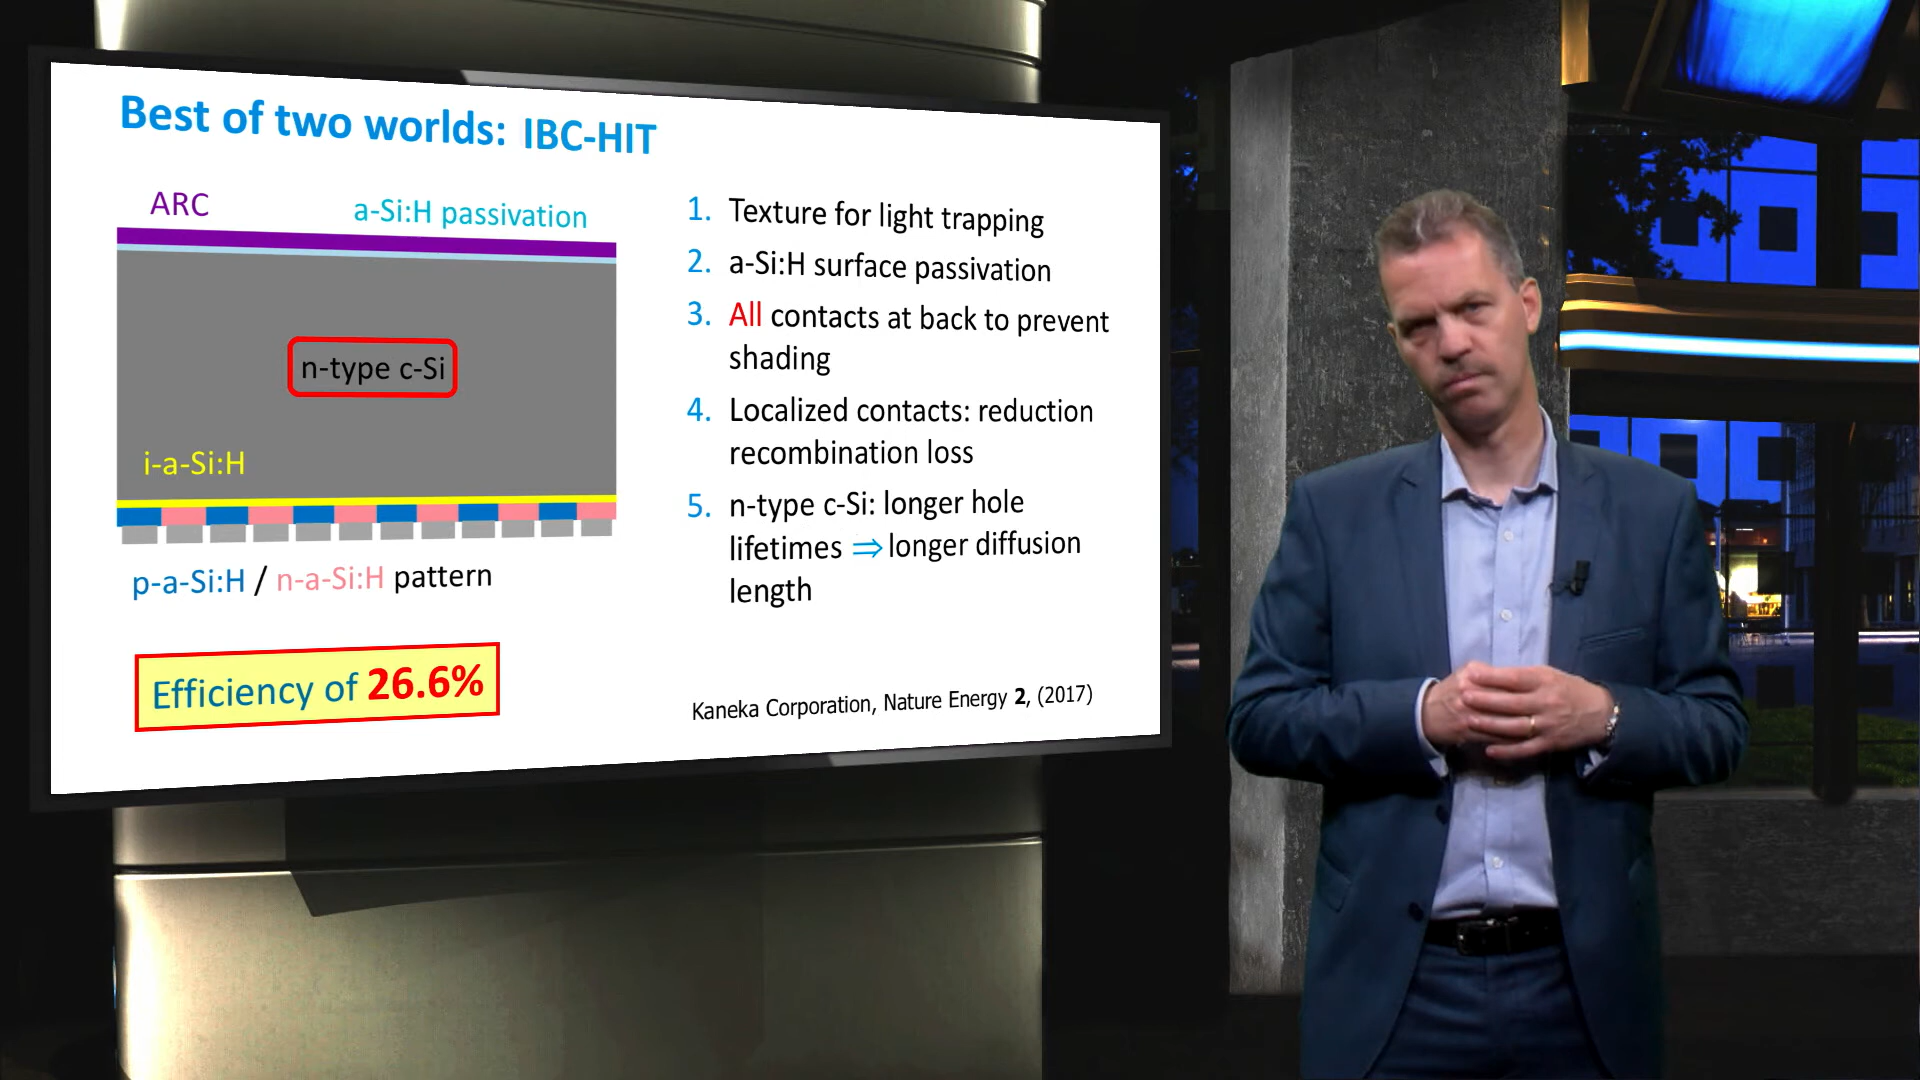 Best of two worlds: IBC-HIT
ARC
a-Si:H passivation
n-type c-Si
i-a-Si:H
p-a-Si:H / n-a-Si:H pattern
Efficiency of 26.6%
1. Texture for light trapping
2. a-Si:H surface passivation
3. All contacts at back to prevent
shading
4. Localized contacts: reduction
recombination loss
5. n-type c-Si: longer hole
lifetimes ⇒ longer diffusion
length
Kaneka Corporation, Nature Energy 2, (2017)